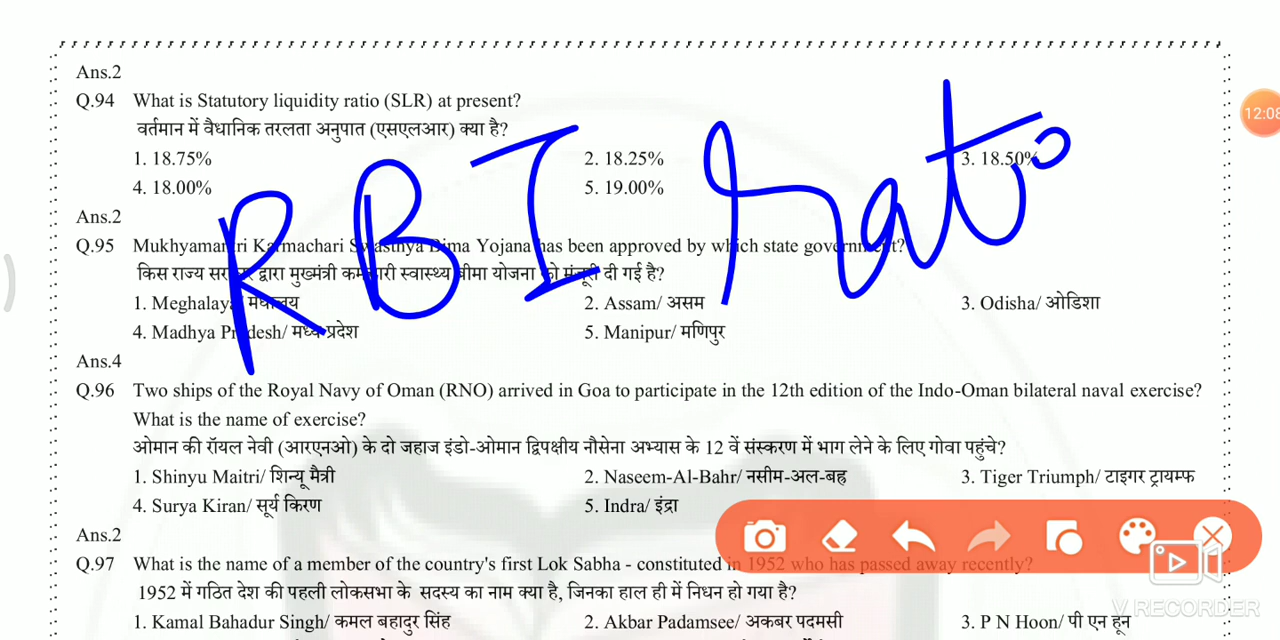 Ans.2
Q.94 What is Statutory liquidity ratio (SLR) at present?
वर्तमान में वैधानिक तरलता अनुपात (एसएलआर) क्या है?
1. 18.75% 2. 18.25% 3. 18.50%
4. 18.00% 5. 19.00%
RBI ratio
Ans.2
Q.95 Mukhyamantri Karmachari Swasthya Bima Yojana has been approved by which state government?
किस राज्य सरकार द्वारा मुख्यमंत्री कर्मचारी स्वास्थ्य बीमा योजना को मंजूरी दी गई है?
1. Meghalaya/ मेघालय 2. Assam/ असम 3. Odisha/ ओडिशा
4. Madhya Pradesh/ मध्य प्रदेश 5. Manipur/ मणिपुर
Ans.4
Q.96 Two ships of the Royal Navy of Oman (RNO) arrived in Goa to participate in the 12th edition of the Indo-Oman bilateral naval exercise?
What is the name of exercise?
ओमान की रॉयल नेवी (आरएनओ) के दो जहाज इंडो-ओमान द्विपक्षीय नौसेना अभ्यास के 12 वें संस्करण में भाग लेने के लिए गोवा पहुंचे?
1. Shinyu Maitri/ शिन्यू मैत्री 2. Naseem-Al-Bahr/ नसीम-अल-बह्र 3. Tiger Triumph/ टाइगर ट्रायम्फ
4. Surya Kiran/ सूर्य किरण 5. Indra/ इंद्रा
Ans.2
Q.97 What is the name of a member of the country's first Lok Sabha - constituted in 1952 who has passed away recently?
1952 में गठित देश की पहली लोकसभा के सदस्य का नाम क्या है, जिनका हाल ही में निधन हो गया है?
1. Kamal Bahadur Singh/ कमल बहादुर सिंह 2. Akbar Padamsee/ अकबर पदमसी 3. P N Hoon/ पी एन हून
12:08
V RECORDER